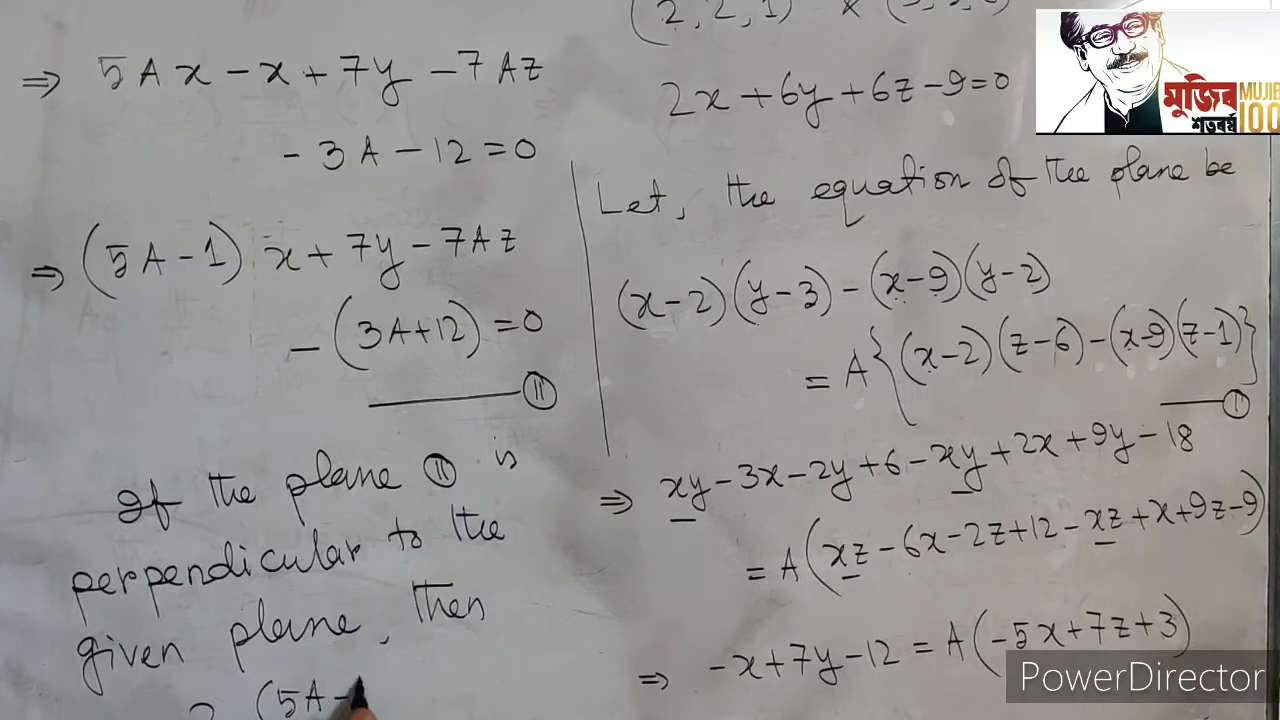 (2, 2, 1)
2x + 6y + 6z - 9 = 0
Let, the equation of the plane be
(x-2)(y-3) - (x-9)(y-2)
= A{(x-2)(z-6) - (x-9)(z-1)}
(I)
⇒ xy - 3x - 2y + 6 - xy + 2x + 9y - 18
= A(xz - 6x - 2z + 12 - xz + x + 9z - 9)
⇒ -x + 7y - 12 = A(-5x + 7z + 3)
⇒ 5Ax - x + 7y - 7Az
- 3A - 12 = 0
⇒ (5A - 1) x + 7y - 7Az
- (3A + 12) = 0
(II)
If the plane (II) is
perpendicular to the
given plane, then
2 (5A -
মুজিব
শতবর্ষ
MUJIB
100
PowerDirector